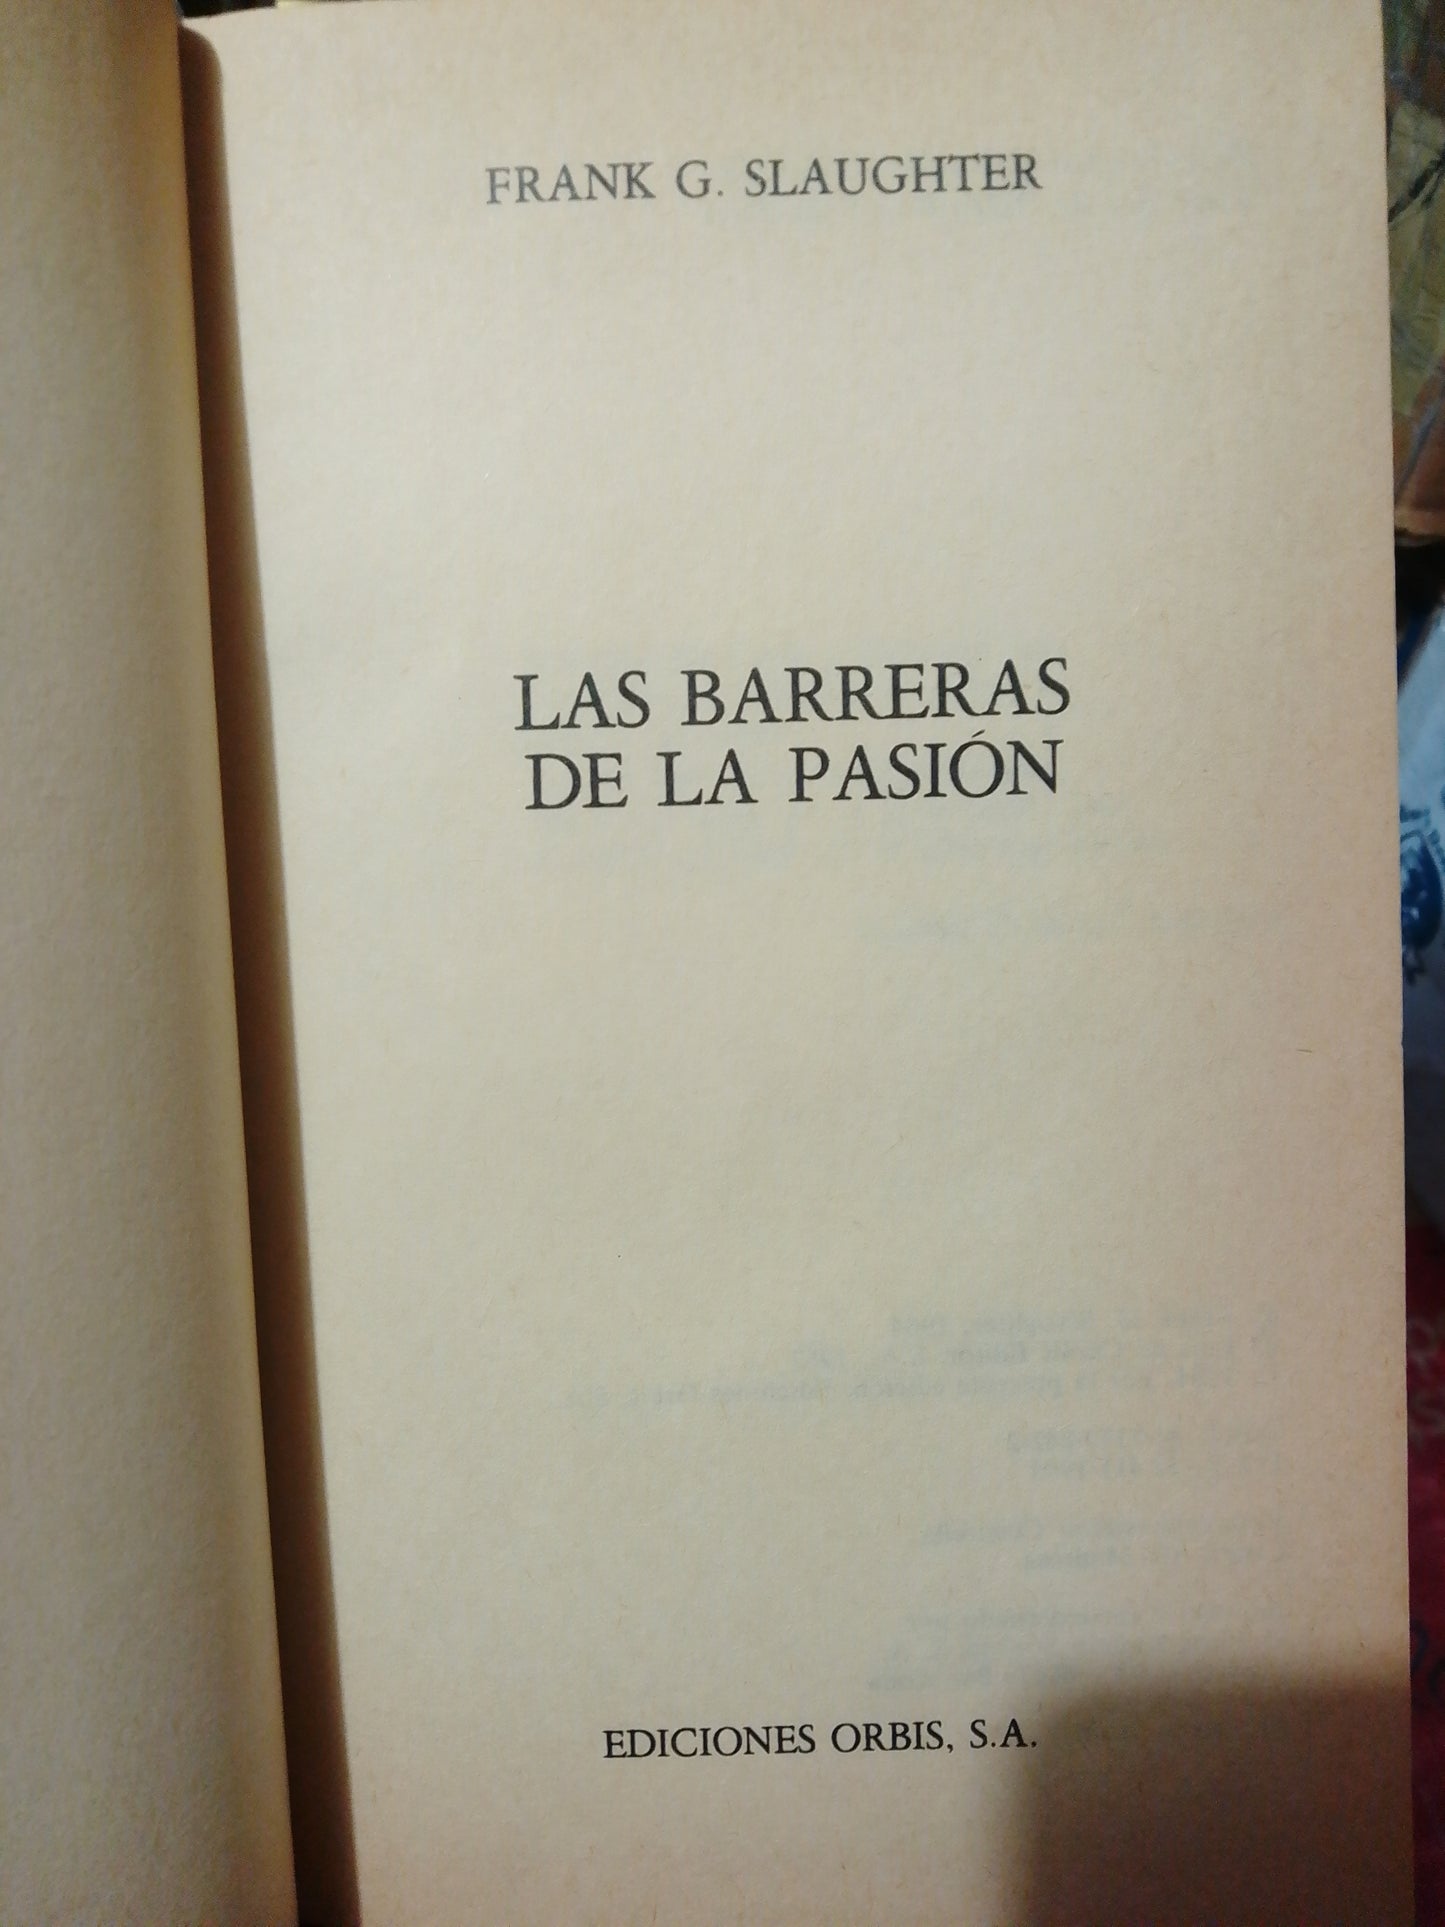 FRANK G. SLAUGHTER
LAS BARRERAS
DE LA PASIÓN
EDICIONES ORBIS, S.A.